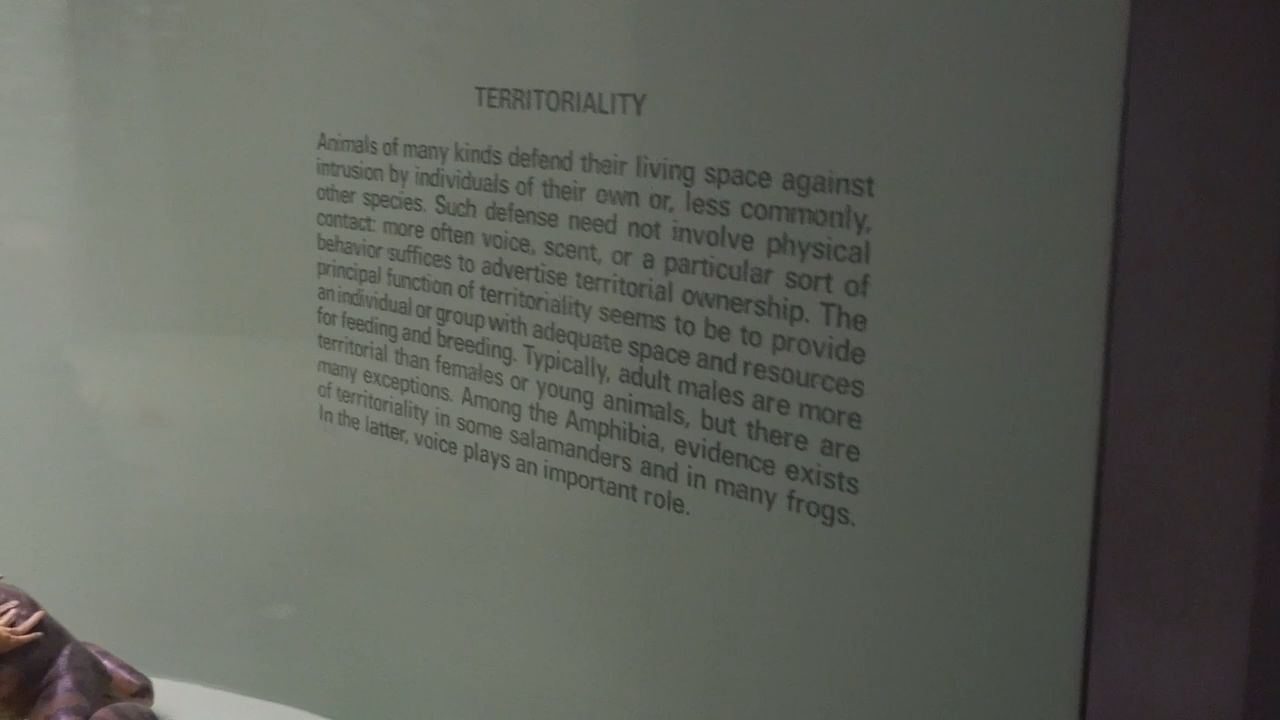 TERRITORIALITY
Animals of many kinds defend their living space against
intrusion by individuals of their own or, less commonly,
other species. Such defense need not involve physical
contact: more often voice, scent, or a particular sort of
behavior suffices to advertise territorial ownership. The
principal function of territoriality seems to be to provide
an individual or group with adequate space and resources
for feeding and breeding. Typically, adult males are more
territorial than females or young animals, but there are
many exceptions. Among the Amphibia, evidence exists
of territoriality in some salamanders and in many frogs.
In the latter, voice plays an important role.